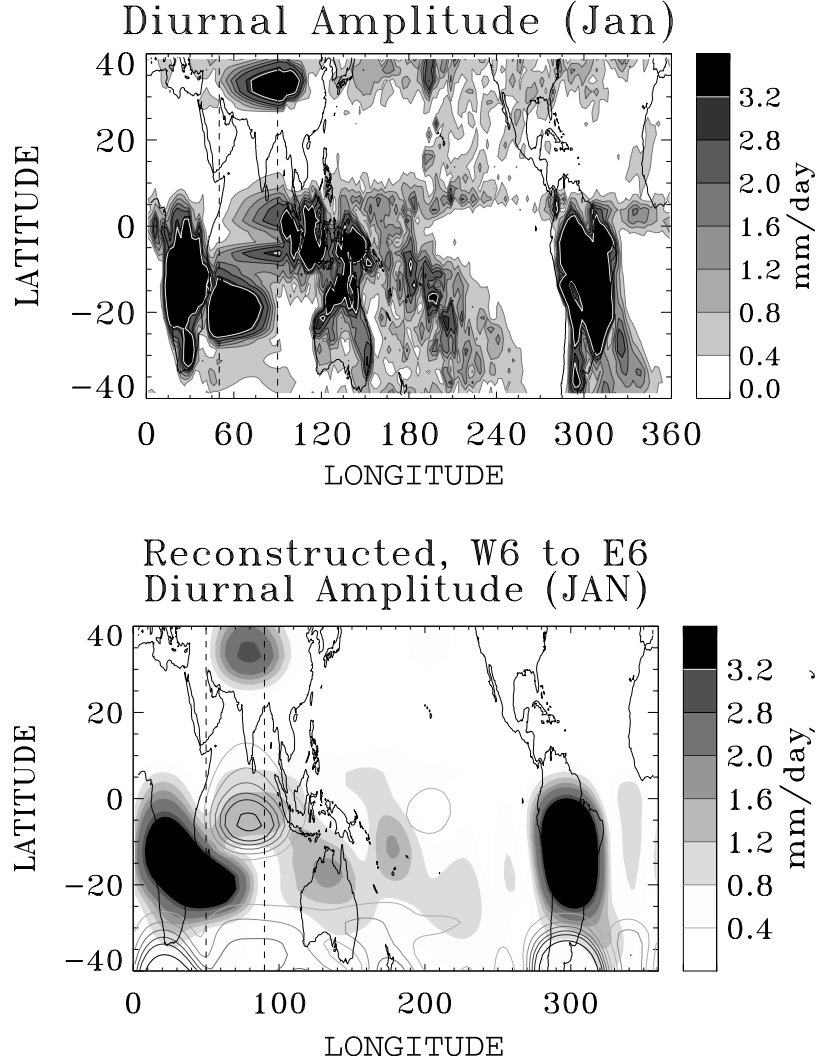 Diurnal Amplitude (Jan)
40
20
0
−20
−40
LATITUDE
0 60 120 180 240 300 360
LONGITUDE
3.2
2.8
2.0
1.6
1.2
0.8
0.4
0.0
mm/day
Reconstructed, W6 to E6
Diurnal Amplitude (JAN)
40
20
0
−20
−40
LATITUDE
0 100 200 300
LONGITUDE
3.2
2.8
2.0
1.6
1.2
0.8
0.4
mm/day,